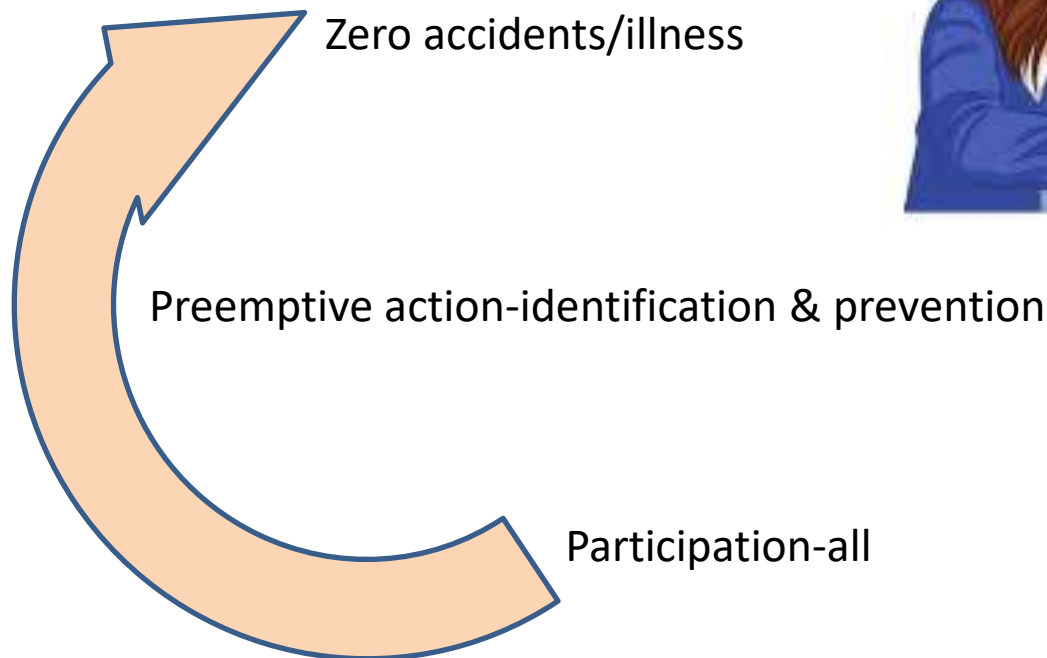 Zero accidents/illness
Preemptive action-identification & prevention
Participation-all